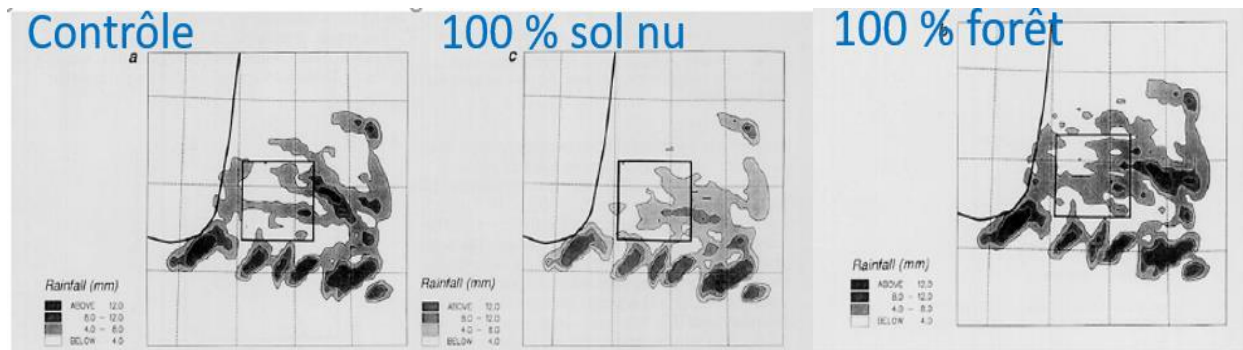 Contrôle
a
Rainfall (mm)
ABOVE 12.0
8.0 - 12.0
4.0 - 8.0
BELOW 4.0
100 % sol nu
c
Rainfall (mm)
ABOVE 12.0
8.0 - 12.0
4.0 - 8.0
BELOW 4.0
100 % forêt
Rainfall (mm)
ABOVE 12.0
8.0 - 12.0
4.0 - 8.0
BELOW 4.0